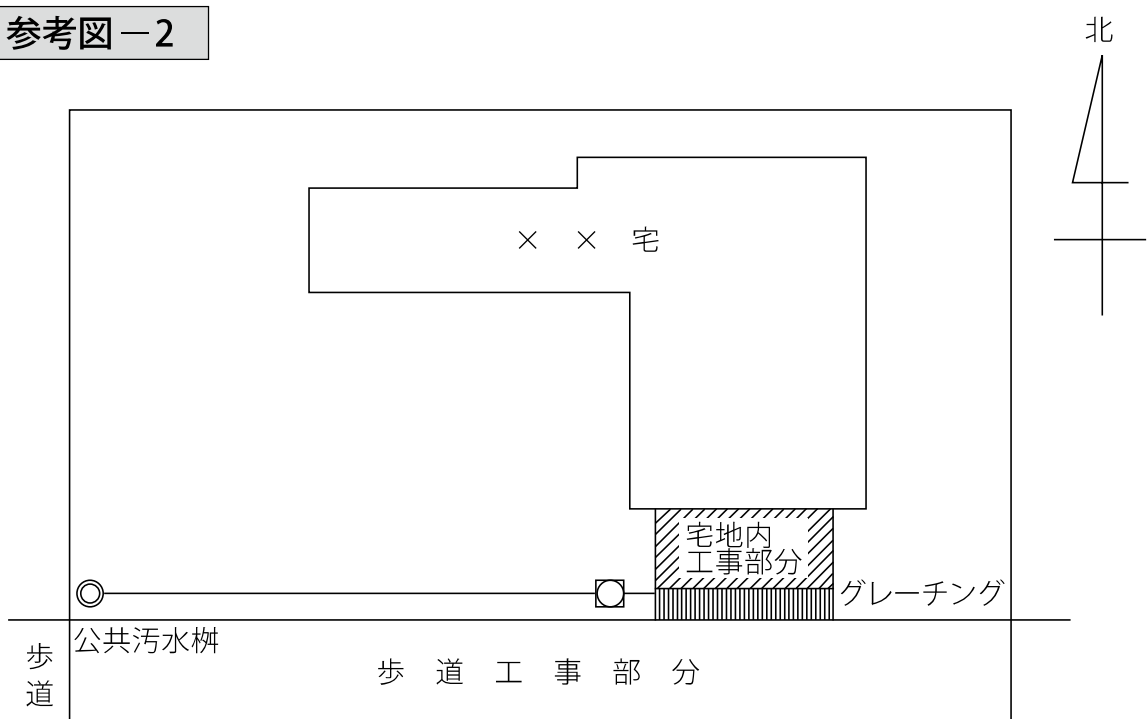 参考図－2
北
××宅
宅地内
工事部分
グレーチング
公共汚水桝
歩道
歩道工事部分